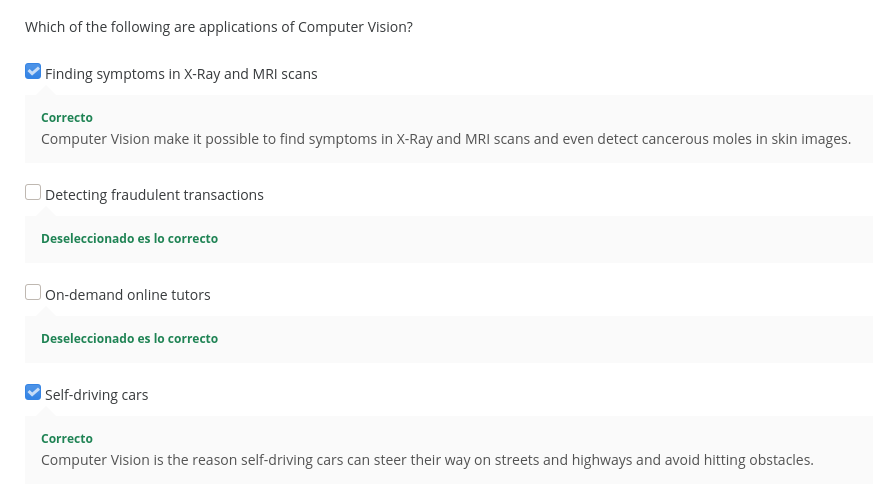 Which of the following are applications of Computer Vision?
Finding symptoms in X-Ray and MRI scans
Correcto
Computer Vision make it possible to find symptoms in X-Ray and MRI scans and even detect cancerous moles in skin images.
Detecting fraudulent transactions
Deseleccionado es lo correcto
On-demand online tutors
Deseleccionado es lo correcto
Self-driving cars
Correcto
Computer Vision is the reason self-driving cars can steer their way on streets and highways and avoid hitting obstacles.